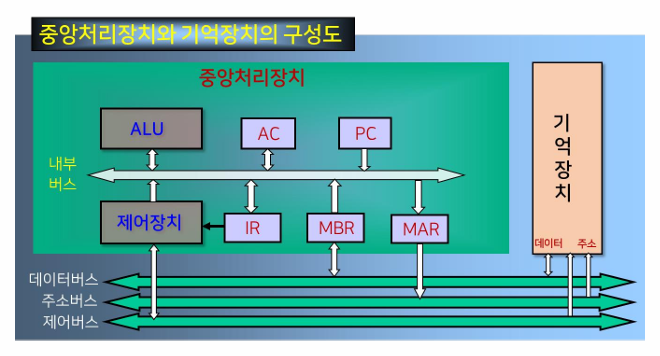 중앙처리장치와 기억장치의 구성도
중앙처리장치
ALU
AC
PC
기
억
장
치
내부
버스
제어장치
IR
MBR
MAR
데이터
주소
데이터버스
주소버스
제어버스